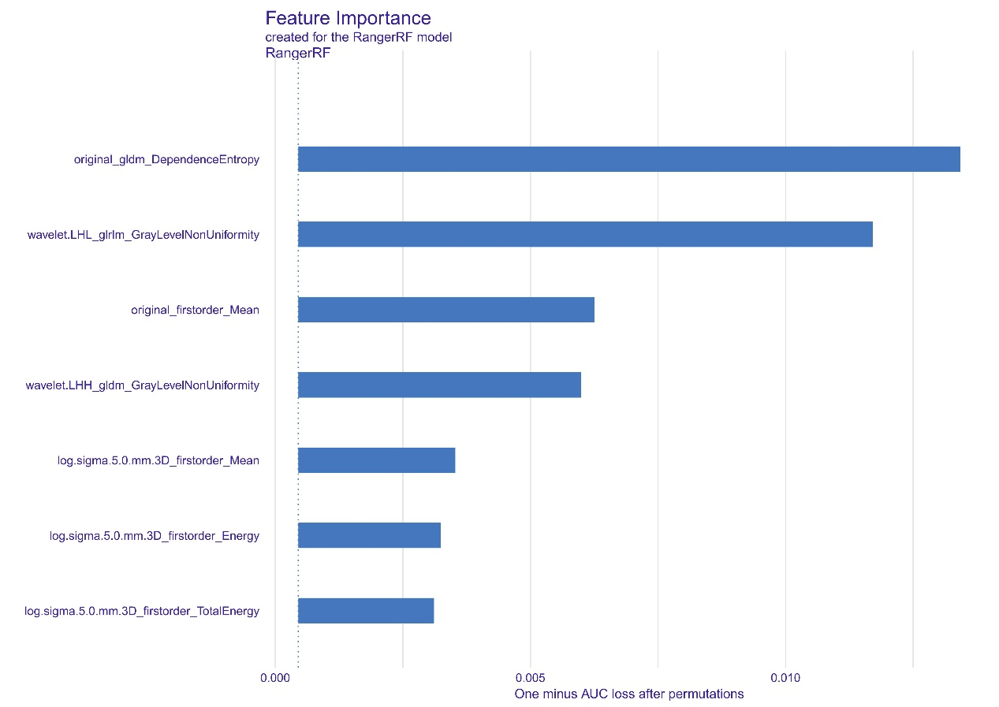 Feature Importance
created for the RangerRF model
RangerRF
original_gldm_DependenceEntropy
wavelet.LHL_glrlm_GrayLevelNonUniformity
original_firstorder_Mean
wavelet.LHH_gldm_GrayLevelNonUniformity
log.sigma.5.0.mm.3D_firstorder_Mean
log.sigma.5.0.mm.3D_firstorder_Energy
log.sigma.5.0.mm.3D_firstorder_TotalEnergy
0.000 0.005 0.010
One minus AUC loss after permutations